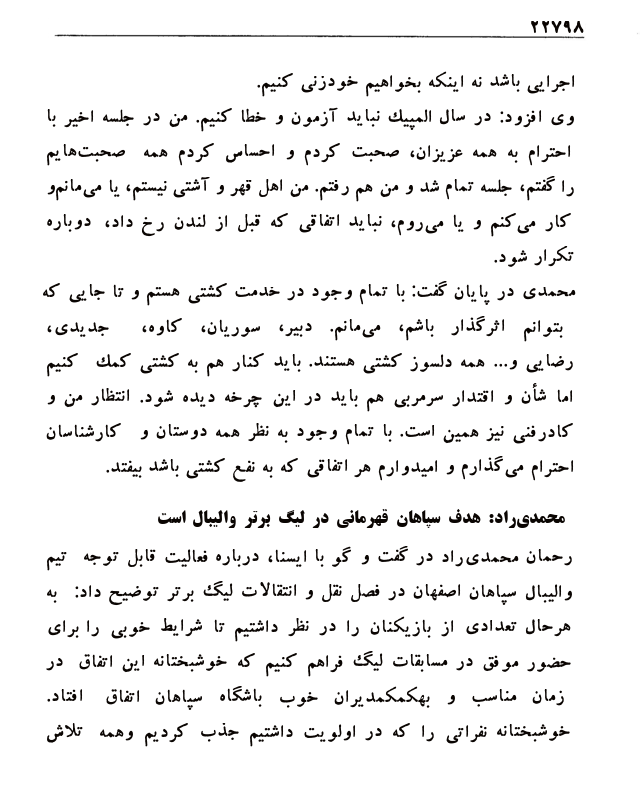 ۲۲۷۹۸
اجرایی باشد نه اینکه بخواهیم خودزنی کنیم.
وی افزود: در سال المپیك نباید آزمون و خطا کنیم. من در جلسه اخیر با
احترام به همه عزیزان، صحبت کردم و احساس کردم همه صحبت‌هایم
را گفتم، جلسه تمام شد و من هم رفتم. من اهل قهر و آشتی نیستم، یا می‌مانم‌و
کار می‌کنم و یا می‌روم، نباید اتفاقی که قبل از لندن رخ داد، دوباره
تکرار شود.
محمدی در پایان گفت: با تمام وجود در خدمت کشتی هستم و تا جایی که
بتوانم اثرگذار باشم، می‌مانم. دبیر، سوریان، کاوه، جدیدی،
رضایی و... همه دلسوز کشتی هستند. باید کنار هم به کشتی کمك کنیم
اما شأن و اقتدار سرمربی هم باید در این چرخه دیده شود. انتظار من و
کادرفنی نیز همین است. با تمام وجود به نظر همه دوستان و کارشناسان
احترام می‌گذارم و امیدوارم هر اتفاقی که به نفع کشتی باشد بیفتد.
محمدی‌راد: هدف سپاهان قهرمانی در لیگ برتر والیبال است
رحمان محمدی‌راد در گفت و گو با ایسنا، درباره فعالیت قابل توجه تیم
والیبال سپاهان اصفهان در فصل نقل و انتقالات لیگ برتر توضیح داد: به
هرحال تعدادی از بازیکنان را در نظر داشتیم تا شرایط خوبی را برای
حضور موفق در مسابقات لیگ فراهم کنیم که خوشبختانه این اتفاق در
زمان مناسب و بهکمکمدیران خوب باشگاه سپاهان اتفاق افتاد.
خوشبختانه نفراتی را که در اولویت داشتیم جذب کردیم وهمه تلاش